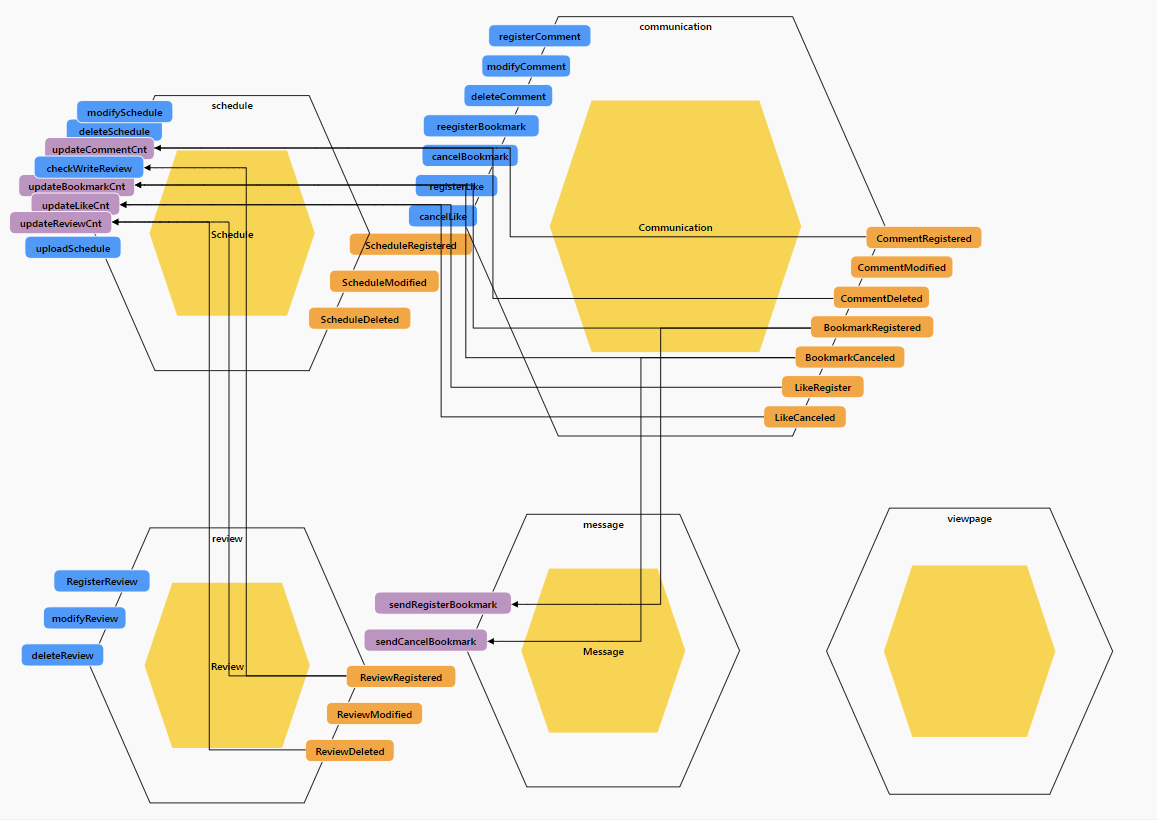 schedule
modifySchedule
deleteSchedule
updateCommentCnt
checkWriteReview
updateBookmarkCnt
updateLikeCnt
updateReviewCnt
uploadSchedule
Schedule
ScheduleRegistered
ScheduleModified
ScheduleDeleted
communication
registerComment
modifyComment
deleteComment
reegisterBookmark
cancelBookmark
registerLike
cancelLike
Communication
CommentRegistered
CommentModified
CommentDeleted
BookmarkRegistered
BookmarkCanceled
LikeRegister
LikeCanceled
review
RegisterReview
modifyReview
deleteReview
Review
ReviewRegistered
ReviewModified
ReviewDeleted
message
sendRegisterBookmark
sendCancelBookmark
Message
viewpage